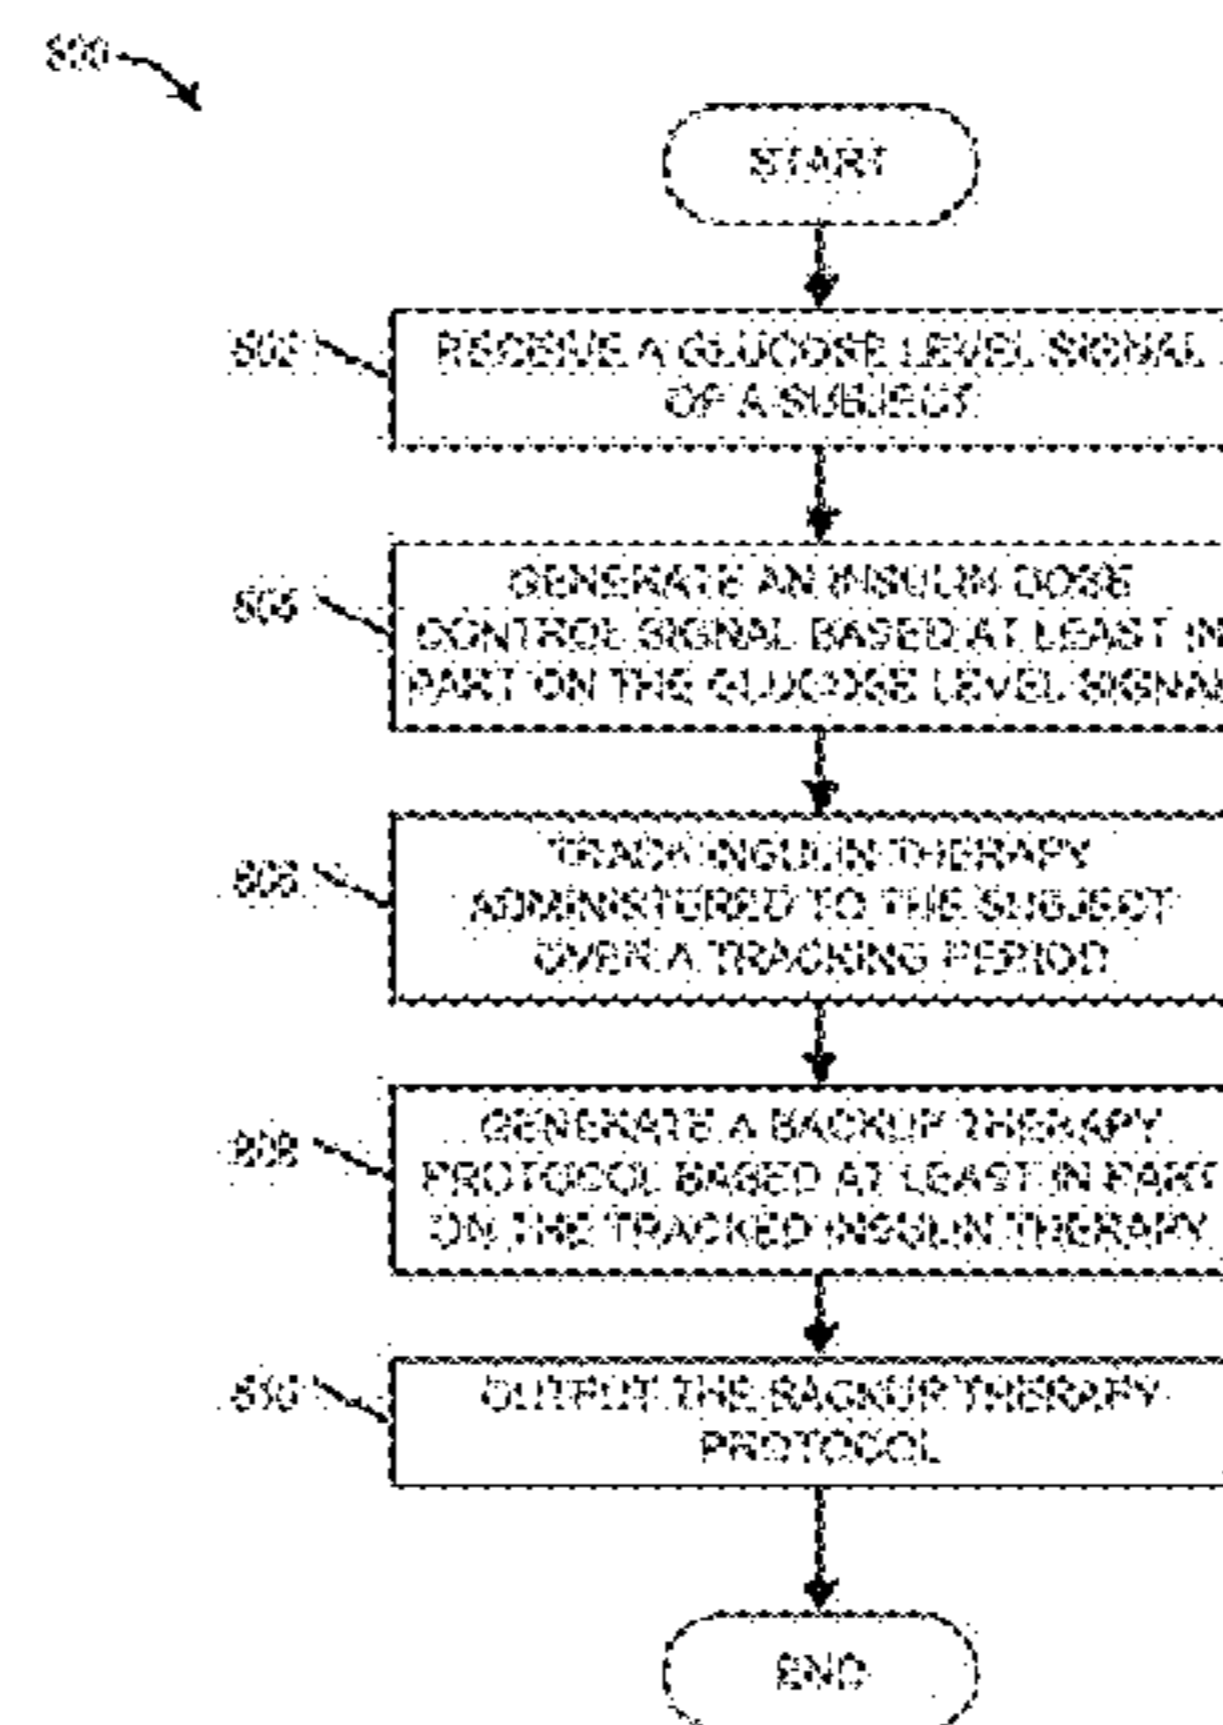 START
RECEIVE A GLUCOSE LEVEL SIGNAL
OF A SUBJECT
802
GENERATE AN INSULIN DOSE
CONTROL SIGNAL BASED AT LEAST IN
PART ON THE GLUCOSE LEVEL SIGNAL
TRACK INSULIN THERAPY
ADMINISTERED TO THE SUBJECT
OVER A TRACKING PERIOD
GENERATE A BACKUP THERAPY
PROTOCOL BASED AT LEAST IN PART
ON THE TRACKED INSULIN THERAPY
OUTPUT THE BACKUP THERAPY
PROTOCOL
END